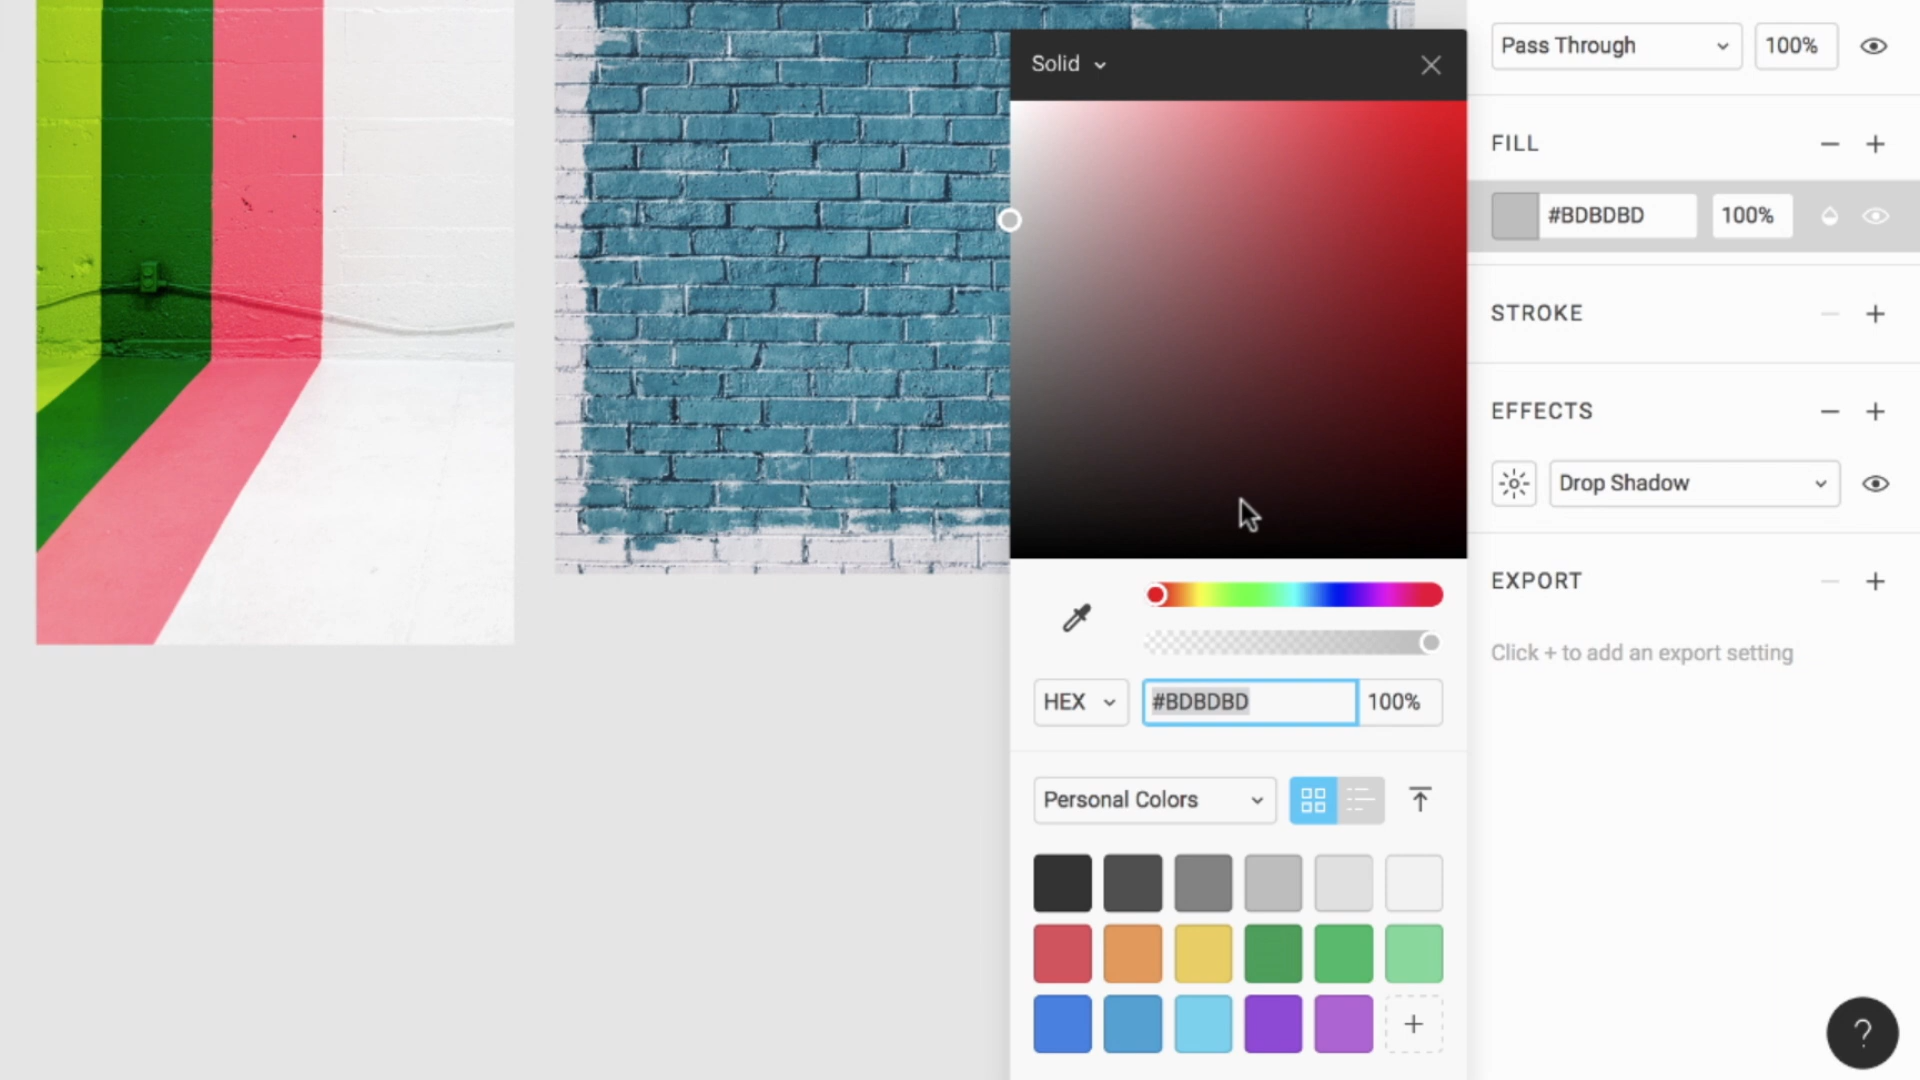 Solid
Pass Through
100%
FILL
#BDBDBD
100%
STROKE
EFFECTS
Drop Shadow
EXPORT
Click + to add an export setting
HEX
#BDBDBD
100%
Personal Colors
?